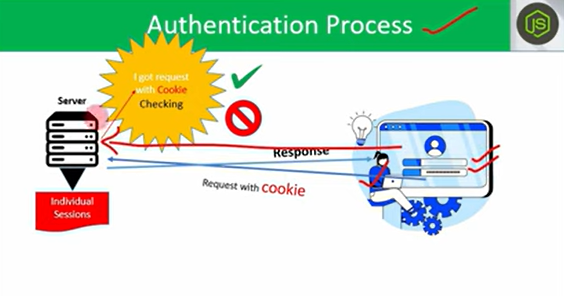 Authentication Process
JS
I got request
with Cookie
Checking
Server
Response
Request with cookie
Individual
Sessions